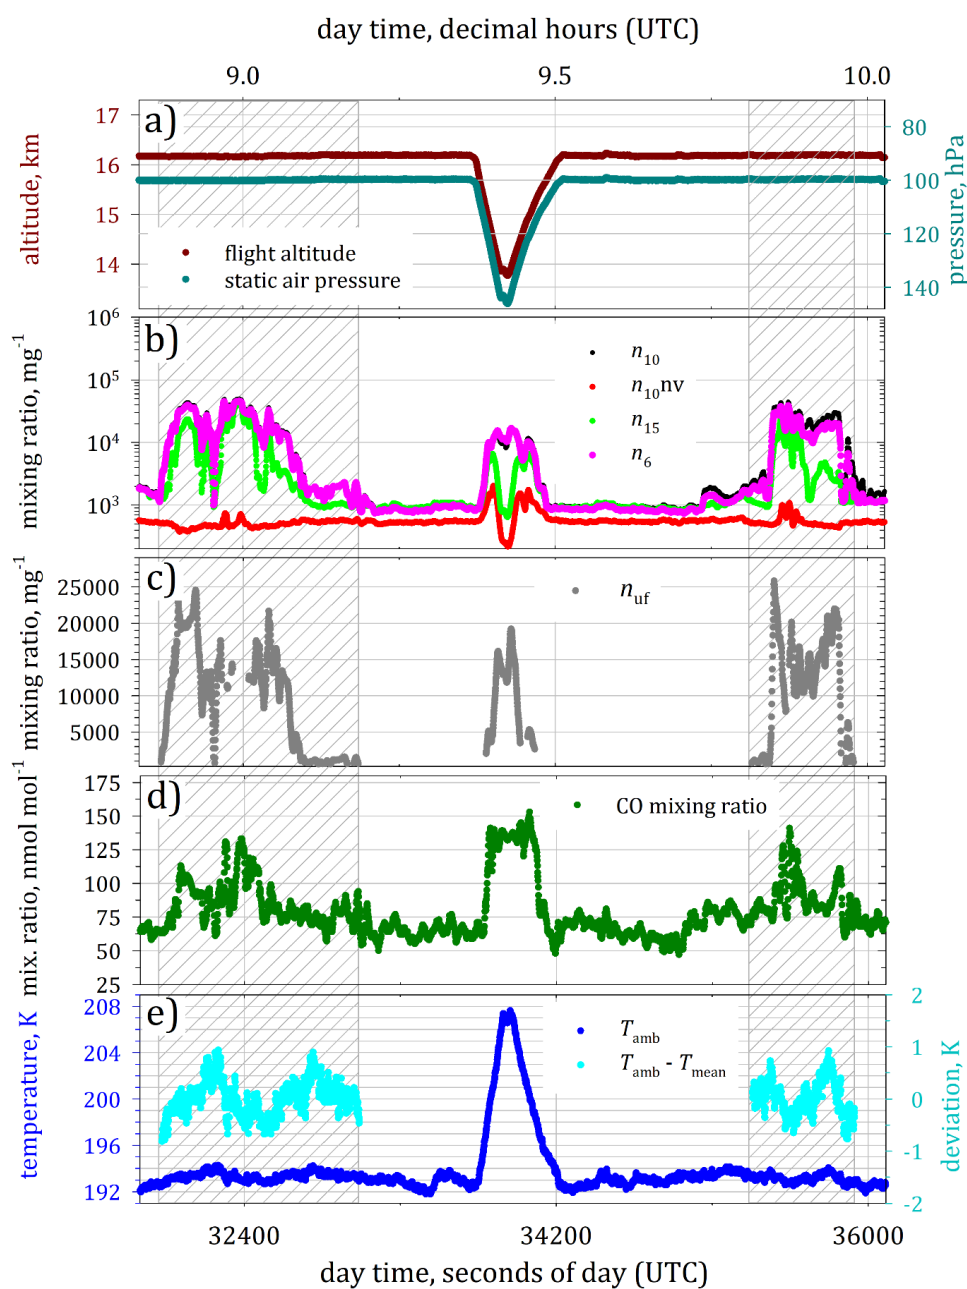 day time, decimal hours (UTC)
9.0 9.5 10.0
a)
altitude, km
17
16
15
14
flight altitude
static air pressure
80
100
120
140
pressure, hPa
b)
mixing ratio, mg⁻¹
10⁶
10⁵
10⁴
10³
n₁₀
n₁₀nv
n₁₅
n₆
c)
mixing ratio, mg⁻¹
25000
20000
15000
10000
5000
n_uf
d)
mix. ratio, nmol mol⁻¹
175
150
125
100
75
50
25
CO mixing ratio
e)
temperature, K
208
204
200
196
192
T_amb
T_amb - T_mean
2
1
0
-1
-2
deviation, K
32400 34200 36000
day time, seconds of day (UTC)